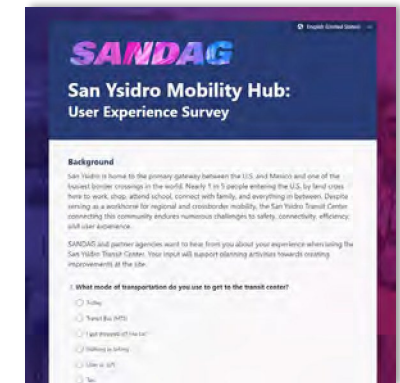 English (United States)
SANDAG
San Ysidro Mobility Hub:
User Experience Survey
Background
San Ysidro is home to the primary gateway between the U.S. and Mexico and one of the
busiest border crossings in the world. Nearly 1 in 5 people entering the U.S. by land cross
here to work, shop, attend school, connect with family, and everything in between. Despite
serving as a workhorse for regional and crossborder mobility, the San Ysidro Transit Center
connecting this community endures numerous challenges to safety, connectivity, efficiency,
and user experience.
SANDAG and partner agencies want to hear from you about your experience when using the
San Ysidro Transit Center. Your input will support planning activities towards creating
improvements at the site.
What mode of transportation do you use to get to the transit center?
Trolley
Transit Bus (MTS)
I get dropped off
Walking or biking
Uber or Lyft
Taxi